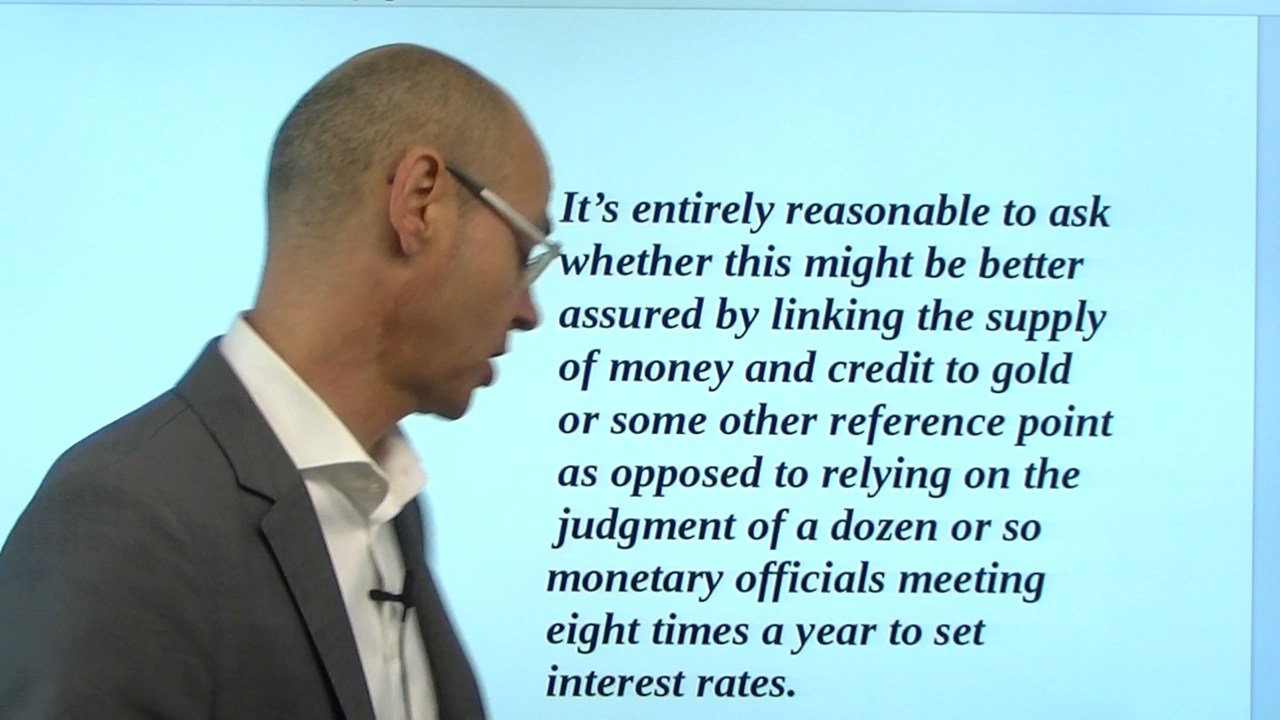 It’s entirely reasonable to ask
whether this might be better
assured by linking the supply
of money and credit to gold
or some other reference point
as opposed to relying on the
judgment of a dozen or so
monetary officials meeting
eight times a year to set
interest rates.